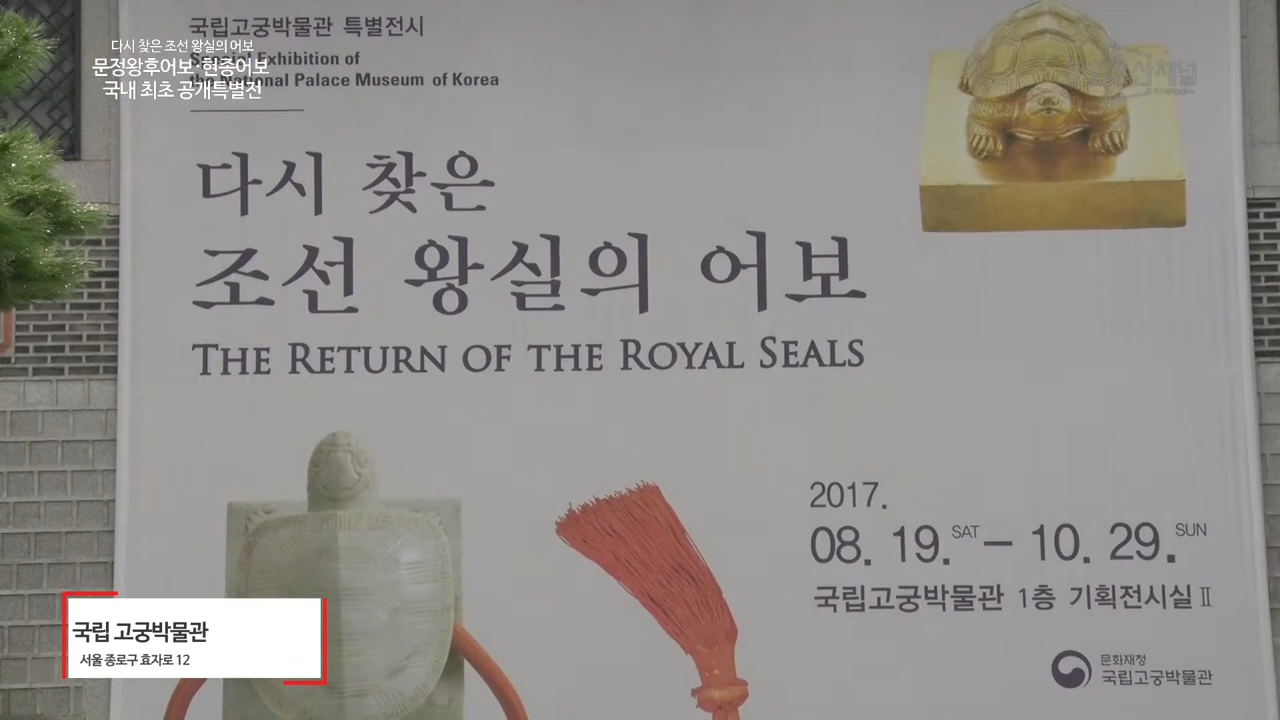 국립고궁박물관 특별전시
Special Exhibition of
the National Palace Museum of Korea
다시 찾은 조선 왕실의 어보
문정왕후어보·현종어보
국내 최초 공개특별전
다시 찾은
조선 왕실의 어보
THE RETURN OF THE ROYAL SEALS
2017.
08. 19. SAT – 10. 29. SUN
국립고궁박물관 1층 기획전시실 Ⅱ
문화재청
국립고궁박물관
국립 고궁박물관
서울 종로구 효자로 12